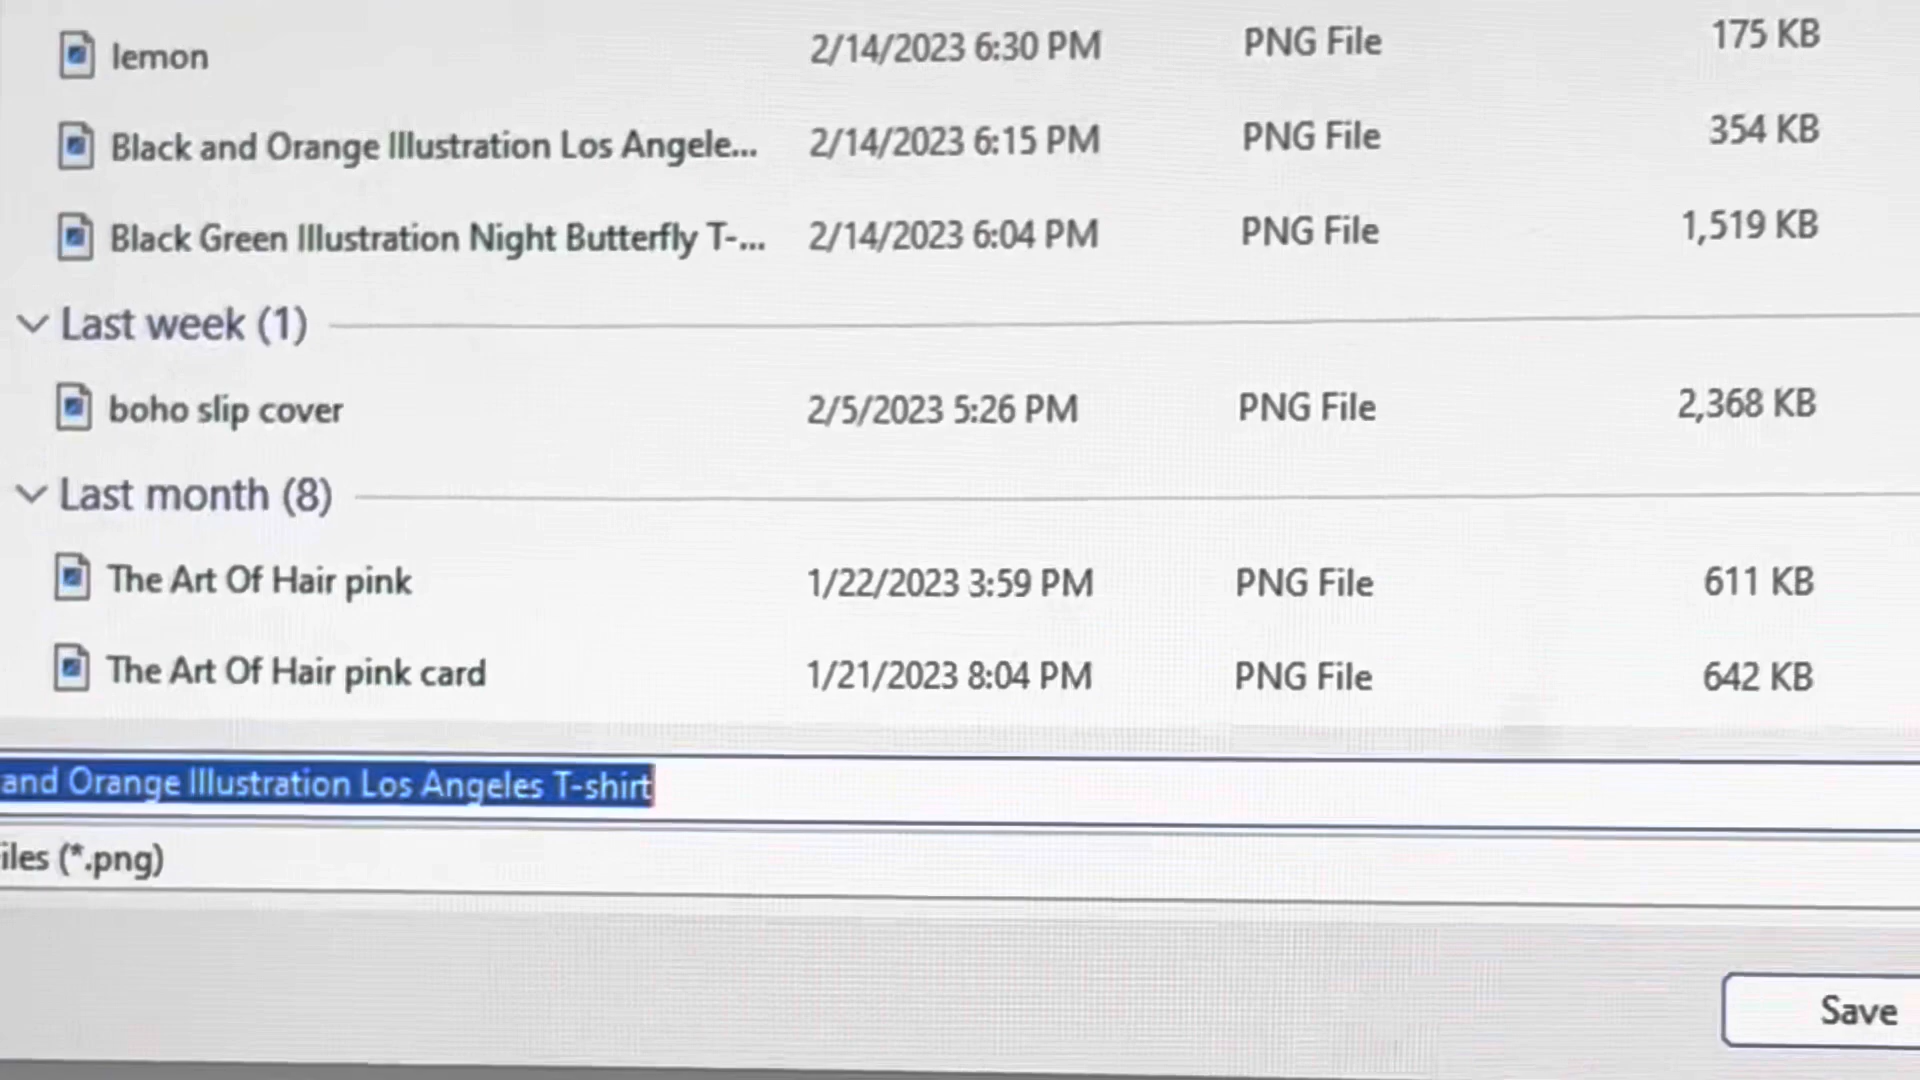 lemon 2/14/2023 6:30 PM PNG File 175 KB
Black and Orange Illustration Los Angele... 2/14/2023 6:15 PM PNG File 354 KB
Black Green Illustration Night Butterfly T-... 2/14/2023 6:04 PM PNG File 1,519 KB
Last week (1)
boho slip cover 2/5/2023 5:26 PM PNG File 2,368 KB
Last month (8)
The Art Of Hair pink 1/22/2023 3:59 PM PNG File 611 KB
The Art Of Hair pink card 1/21/2023 8:04 PM PNG File 642 KB
and Orange Illustration Los Angeles T-shirt
iles (*.png)
Save